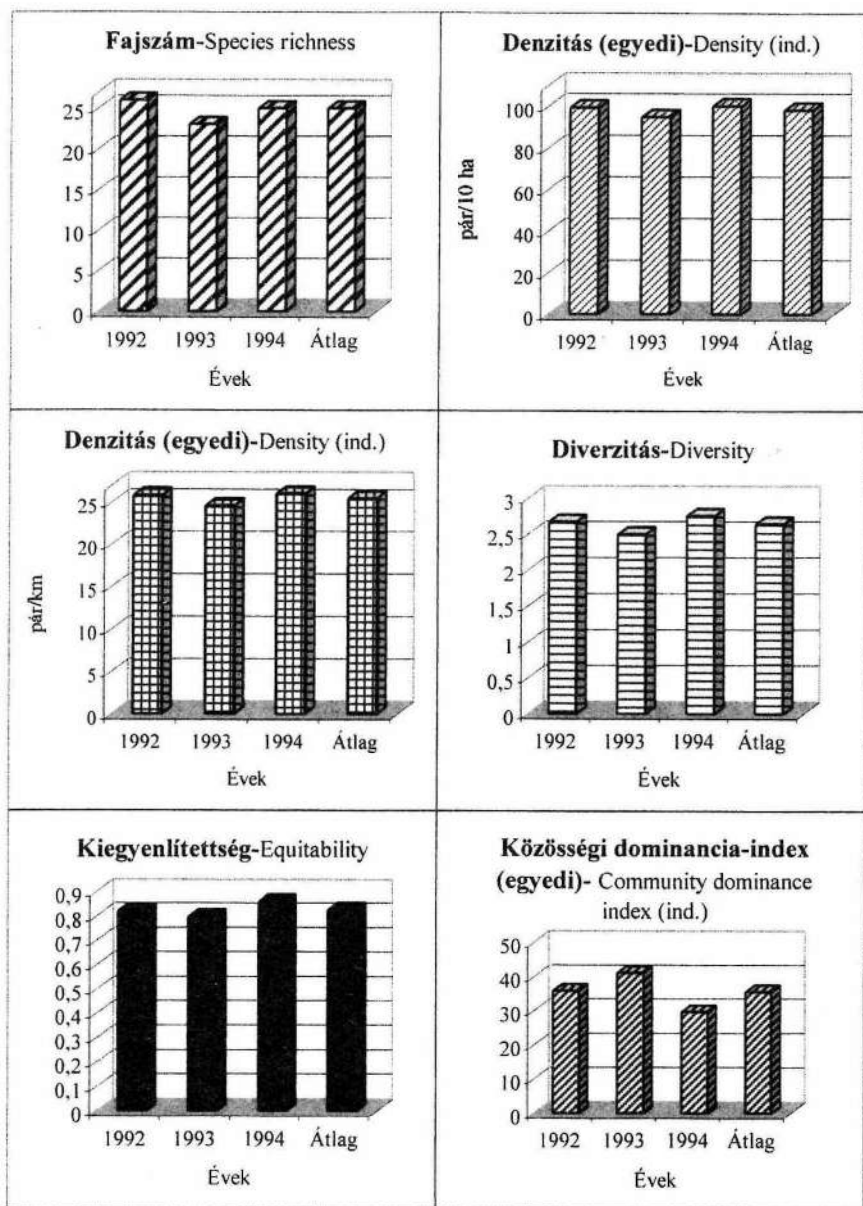 Fajszám-Species richness
25
20
15
10
5
0
1992 1993 1994 Átlag
Évek
Denzitás (egyedi)-Density (ind.)
pár/10 ha
100
80
60
40
20
0
1992 1993 1994 Átlag
Évek
Denzitás (egyedi)-Density (ind.)
pár/km
25
20
15
10
5
0
1992 1993 1994 Átlag
Évek
Diverzitás-Diversity
3
2,5
2
1,5
1
0,5
0
1992 1993 1994 Átlag
Évek
Kiegyenlítettség-Equitability
0,9
0,8
0,7
0,6
0,5
0,4
0,3
0,2
0,1
0
1992 1993 1994 Átlag
Évek
Közösségi dominancia-index
(egyedi)- Community dominance
index (ind.)
50
40
30
20
10
0
1992 1993 1994 Átlag
Évek